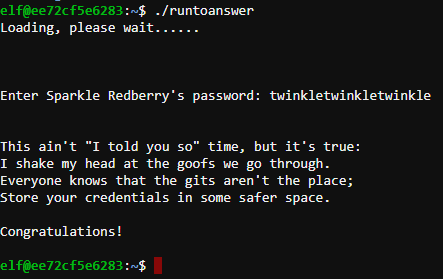 elf@ee72cf5e6283:~$ ./runtoanswer
Loading, please wait......
Enter Sparkle Redberry's password: twinkletwinkletwinkle
This ain't "I told you so" time, but it's true:
I shake my head at the goofs we go through.
Everyone knows that the gits aren't the place;
Store your credentials in some safer space.
Congratulations!
elf@ee72cf5e6283:~$